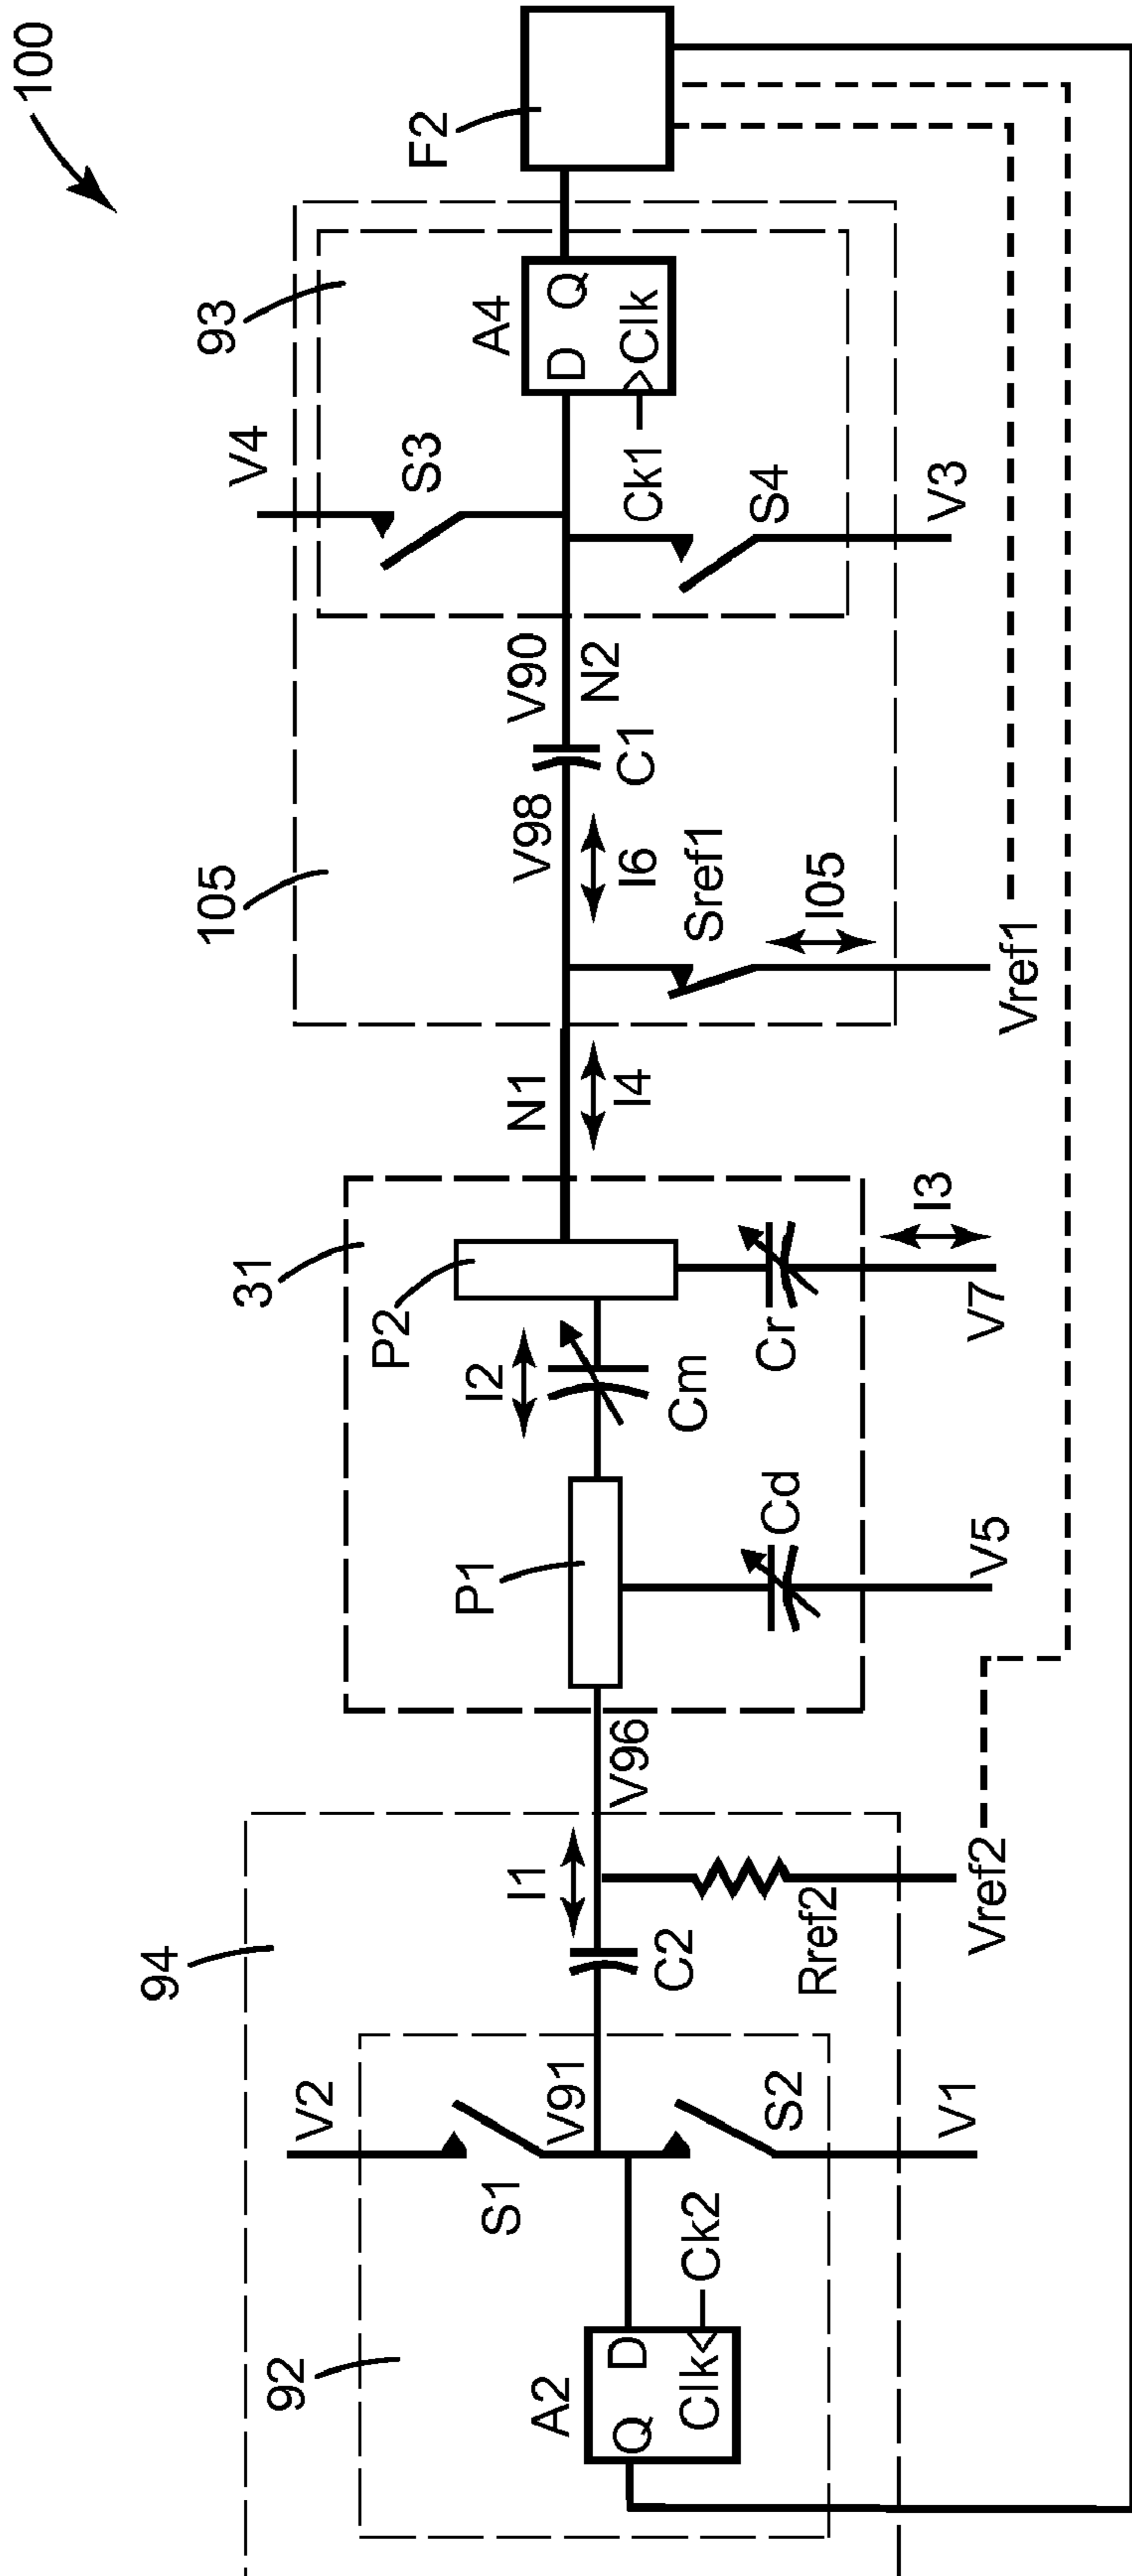 100
F2
93
V4
S3
A4
D
Q
Clk
Ck1
S4
V3
105
V90
N2
C1
V98
I6
Sref1
I05
Vref1
N1
I4
31
P2
I2
Cm
Cr
I3
V7
P1
Cd
V5
V96
94
I1
C2
Rref2
Vref2
92
V2
S1
V91
S2
V1
A2
Q
D
Clk
Ck2